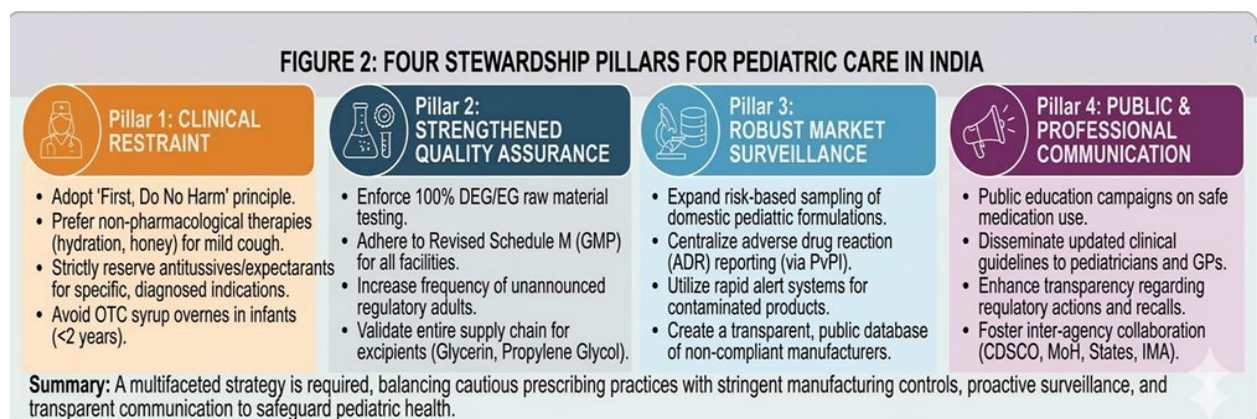 FIGURE 2: FOUR STEWARDSHIP PILLARS FOR PEDIATRIC CARE IN INDIA
Pillar 1: CLINICAL
RESTRAINT
• Adopt 'First, Do No Harm' principle.
• Prefer non-pharmacological therapies
(hydration, honey) for mild cough.
• Strictly reserve antitussives/expectarants
for specific, diagnosed indications.
• Avoid OTC syrup overnes in infants
(<2 years).
Pillar 2:
STRENGTHENED
QUALITY ASSURANCE
• Enforce 100% DEG/EG raw material
testing.
• Adhere to Revised Schedule M (GMP)
for all facilities.
• Increase frequency of unannounced
regulatory adults.
• Validate entire supply chain for
excipients (Glycerin, Propylene Glycol).
Pillar 3:
ROBUST MARKET
SURVEILLANCE
• Expand risk-based sampling of
domestic pediattic formulations.
• Centralize adverse drug reaction
(ADR) reporting (via PvPI).
• Utilize rapid alert systems for
contaminated products.
• Create a transparent, public database
of non-compliant manufacturers.
Pillar 4: PUBLIC &
PROFESSIONAL
COMMUNICATION
• Public education campaigns on safe
medication use.
• Disseminate updated clinical
guidelines to pediatricians and GPs.
• Enhance transparency regarding
requlatory actions and recalls.
• Foster inter-agency collaboration
(CDSCO, MoH, States, IMA).
Summary: A multifaceted strategy is required, balancing cautious prescribing practices with stringent manufacturing controls, proactive surveillance, and
transparent communication to safeguard pediatric health.